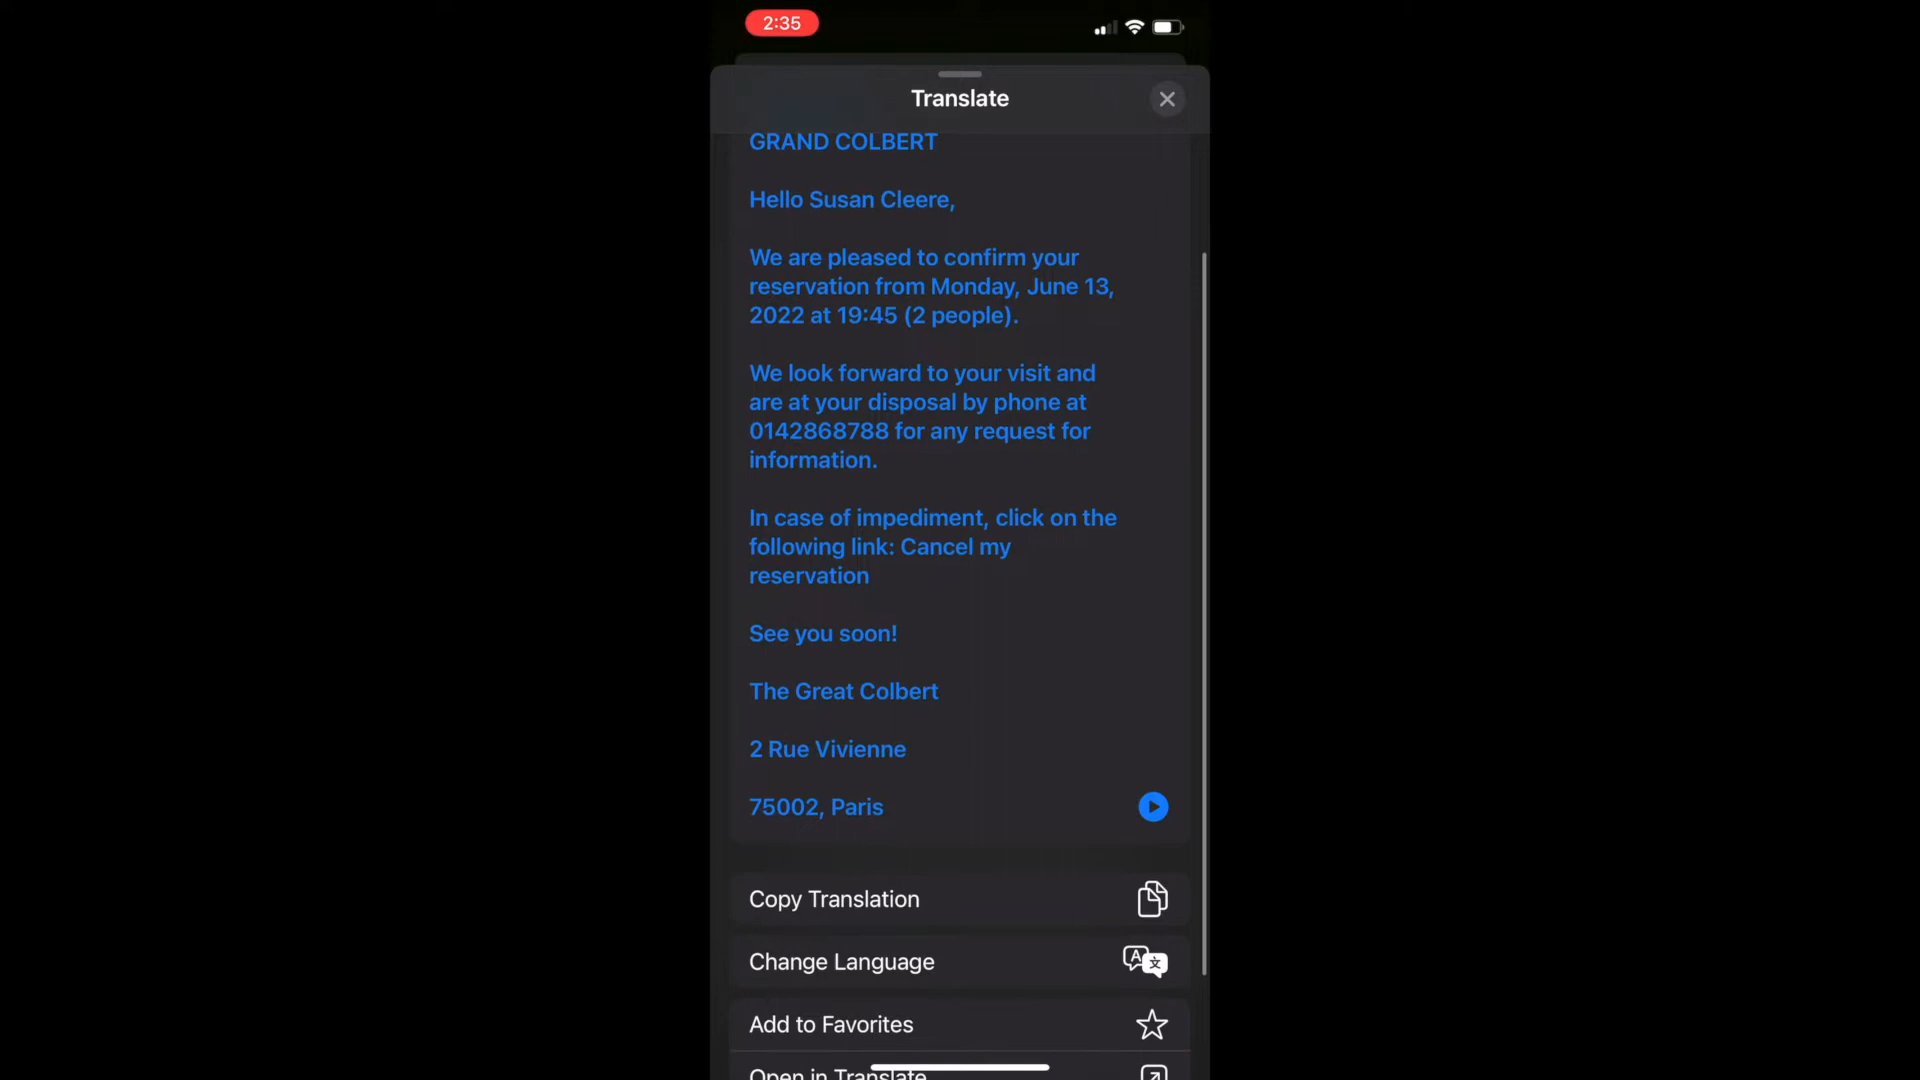 2:35
Translate
GRAND COLBERT
Hello Susan Cleere,
We are pleased to confirm your
reservation from Monday, June 13,
2022 at 19:45 (2 people).
We look forward to your visit and
are at your disposal by phone at
0142868788 for any request for
information.
In case of impediment, click on the
following link: Cancel my
reservation
See you soon!
The Great Colbert
2 Rue Vivienne
75002, Paris
Copy Translation
Change Language
Add to Favorites
Open in Translate